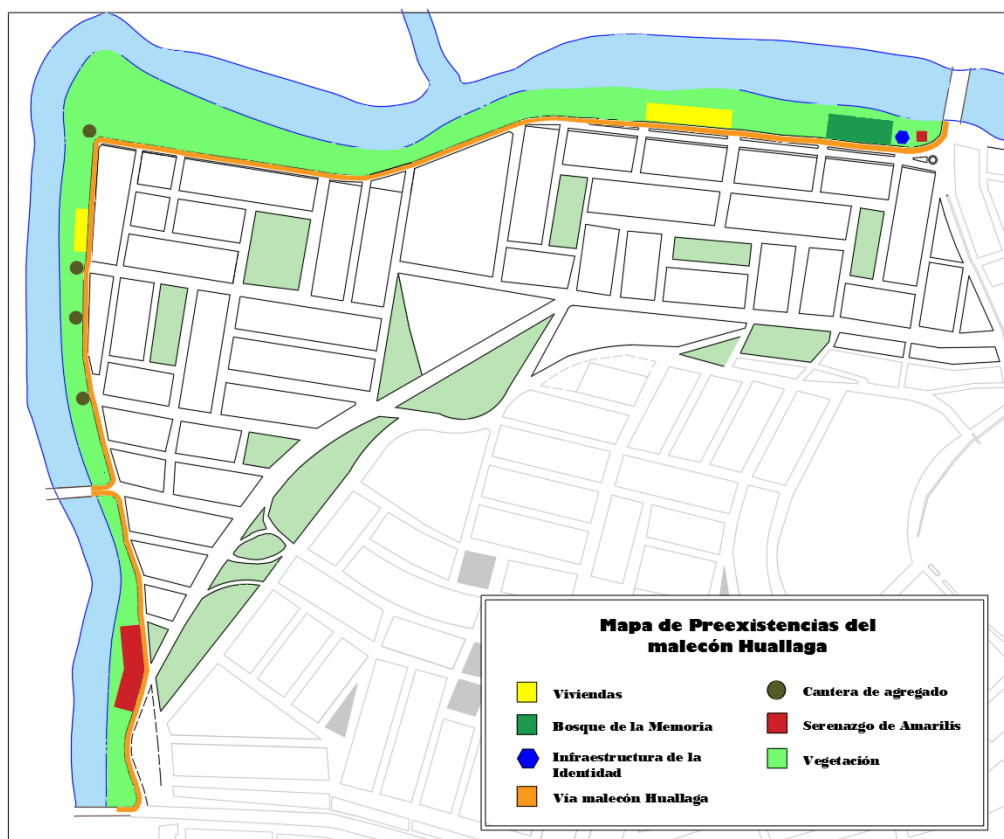 Mapa de Preexistencias del
malecón Huallaga
Viviendas
Bosque de la Memoria
Infraestructura de la
Identidad
Vía malecón Huallaga
Cantera de agregado
Serenazgo de Amarilis
Vegetación